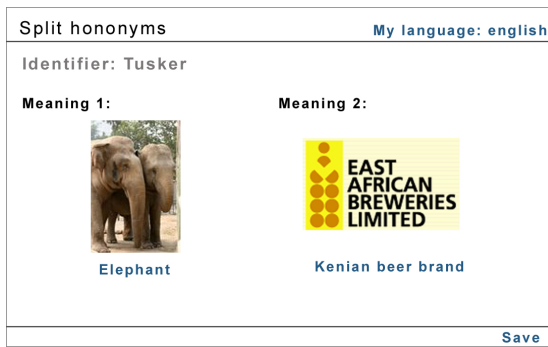 Split hononyms
My language: english
Identifier: Tusker
Meaning 1:
Meaning 2:
EAST
AFRICAN
BREWERIES
LIMITED
Elephant
Kenian beer brand
Save